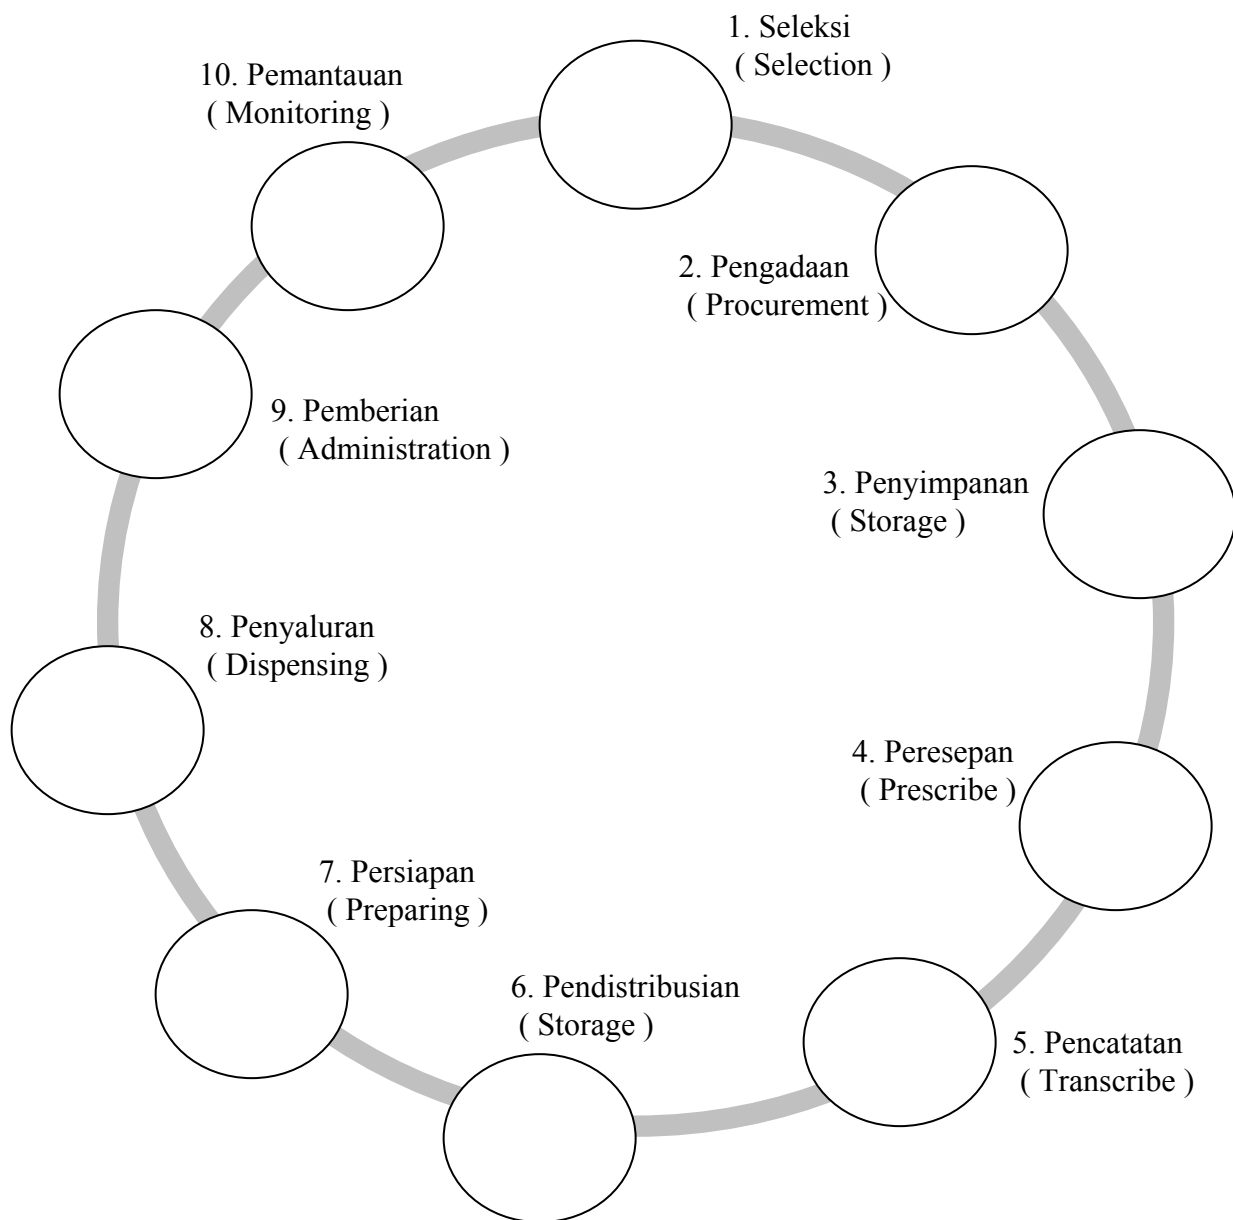 1. Seleksi
( Selection )
2. Pengadaan
( Procurement )
3. Penyimpanan
( Storage )
4. Peresepan
( Prescribe )
5. Pencatatan
( Transcribe )
6. Pendistribusian
( Storage )
7. Persiapan
( Preparing )
8. Penyaluran
( Dispensing )
9. Pemberian
( Administration )
10. Pemantauan
( Monitoring )